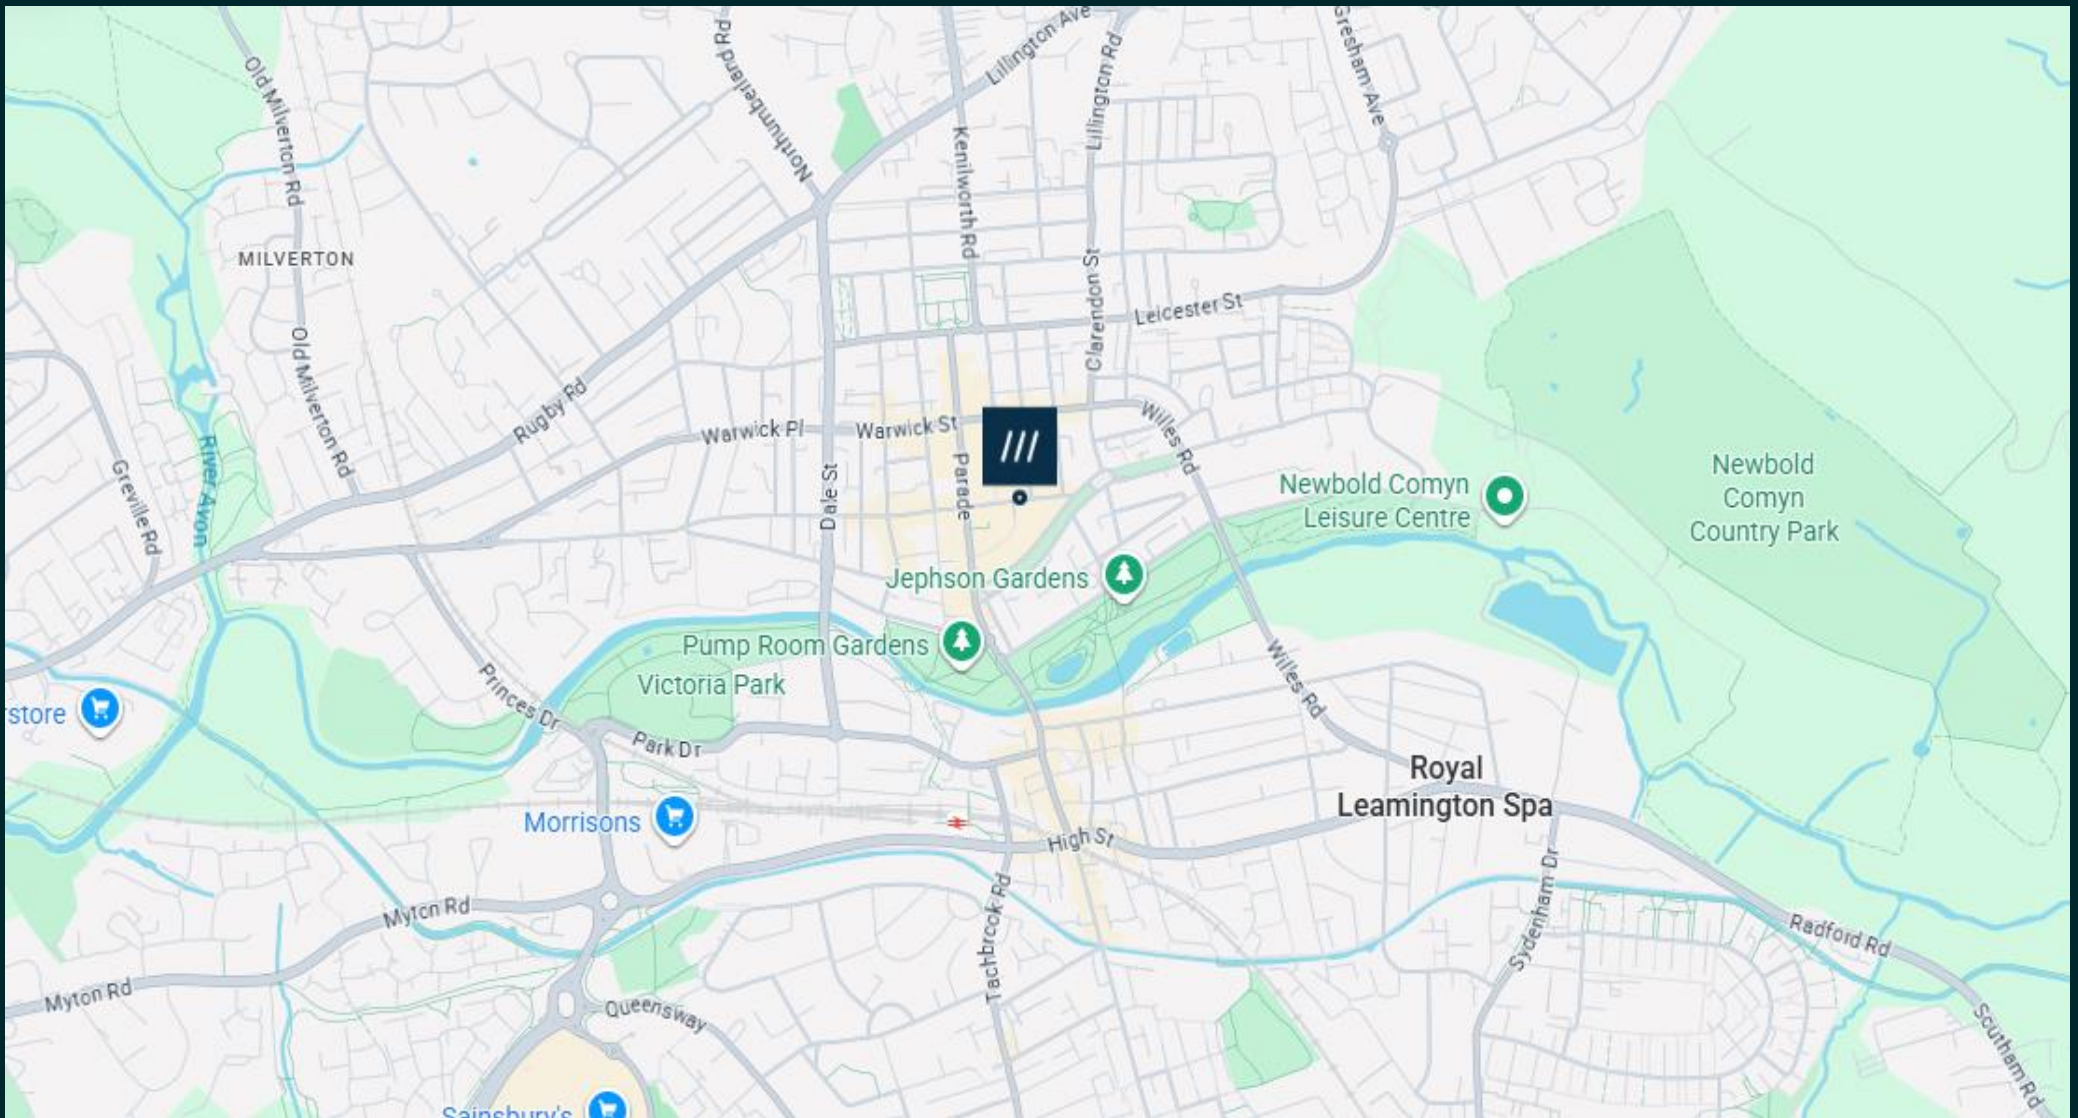 Old Milverton Rd
Northumberland Rd
Lillington Ave
Lillington Rd
Gresham Ave
Kenilworth Rd
MILVERTON
Clarendon St
Leicester St
Old Milverton Rd
Rugby Rd
Warwick Pl
Warwick St
Willes Rd
River Avon
Greville Rd
Dale St
Parade
Newbold Comyn
Leisure Centre
Newbold
Comyn
Country Park
Jephson Gardens
Pump Room Gardens
Victoria Park
Princes Dr
Willes Rd
rstore
Park Dr
Royal
Leamington Spa
Morrisons
High St
Myton Rd
Tachbrook Rd
Sydenham Dr
Radford Rd
Myton Rd
Queensway
Southam Rd
Sainsbury's